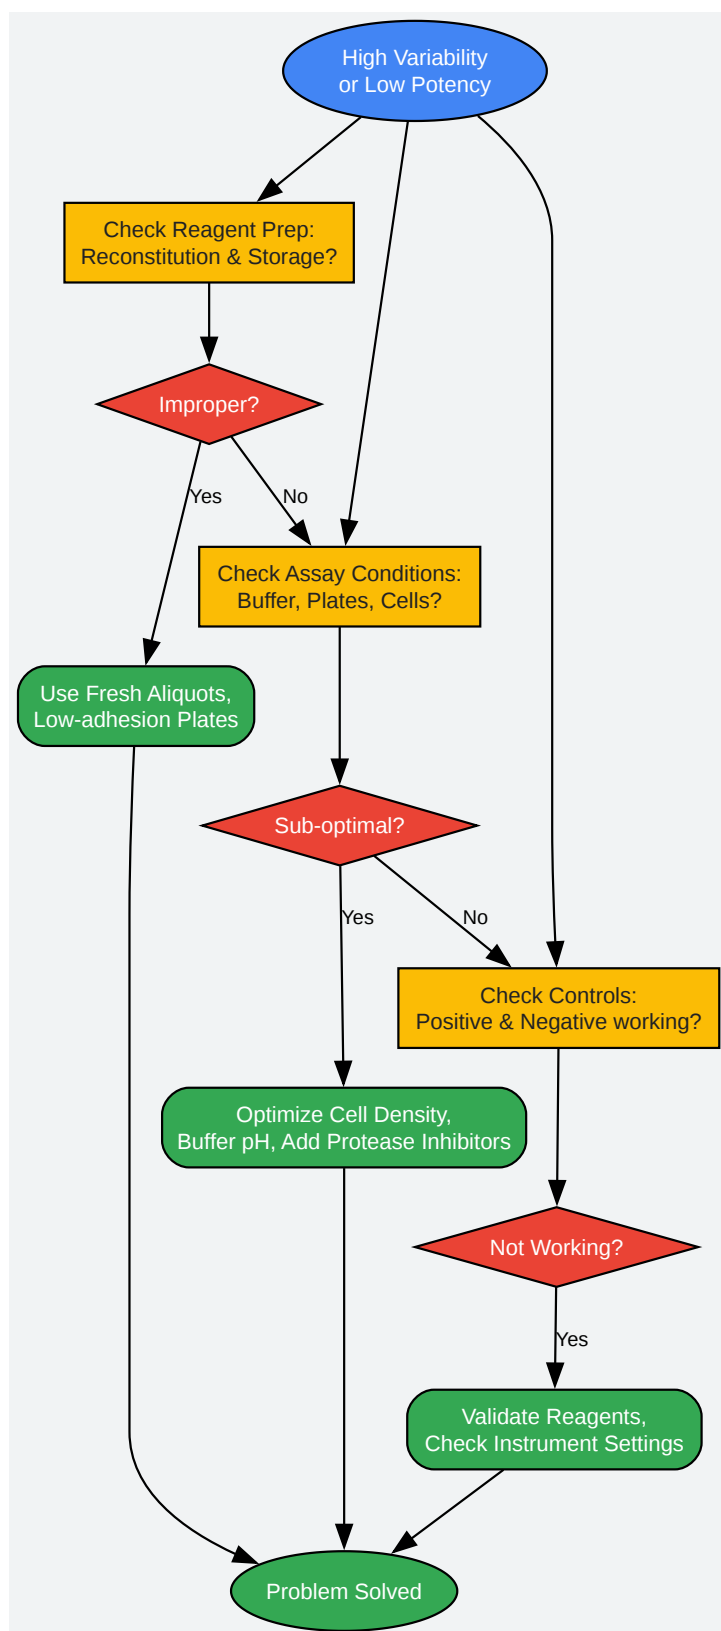 High Variability
or Low Potency
Check Reagent Prep:
Reconstitution & Storage?
Improper?
Yes
No
Check Assay Conditions:
Buffer, Plates, Cells?
Use Fresh Aliquots,
Low-adhesion Plates
Sub-optimal?
Yes
No
Check Controls:
Positive & Negative working?
Optimize Cell Density,
Buffer pH, Add Protease Inhibitors
Not Working?
Yes
Validate Reagents,
Check Instrument Settings
Problem Solved